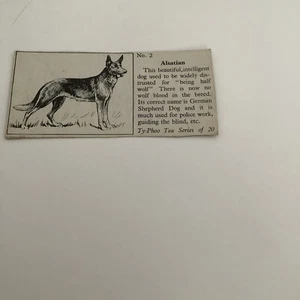 No. 2
Alsatian
This beautiful, intelligent
dog used to be widely dis-
trusted for "being half
wolf" There is now no
wolf blood in the breed.
Its correct name is German
Shepherd Dog and it is
much used for police work,
guiding the blind, etc.
Ty-Phoo Tea Series of 20